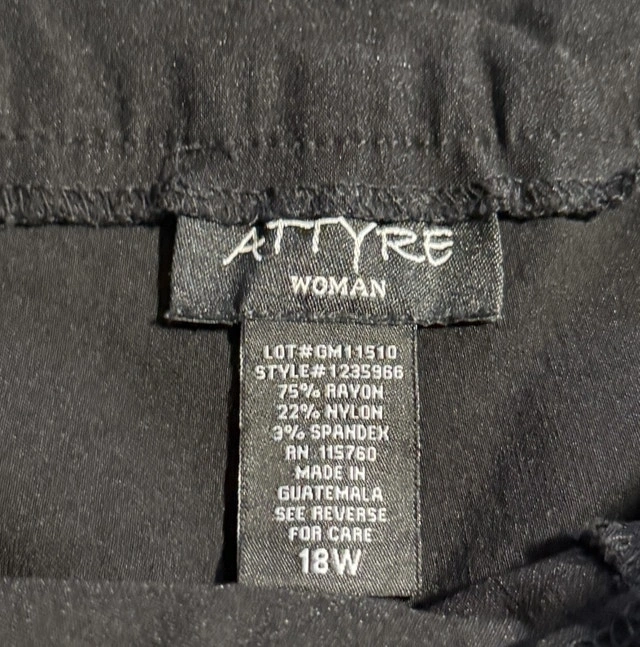 ATTYRE
WOMAN
LOT#GM11510
STYLE#1235966
75% RAYON
22% NYLON
3% SPANDEX
RN 115760
MADE IN
GUATEMALA
SEE REVERSE
FOR CARE
18W